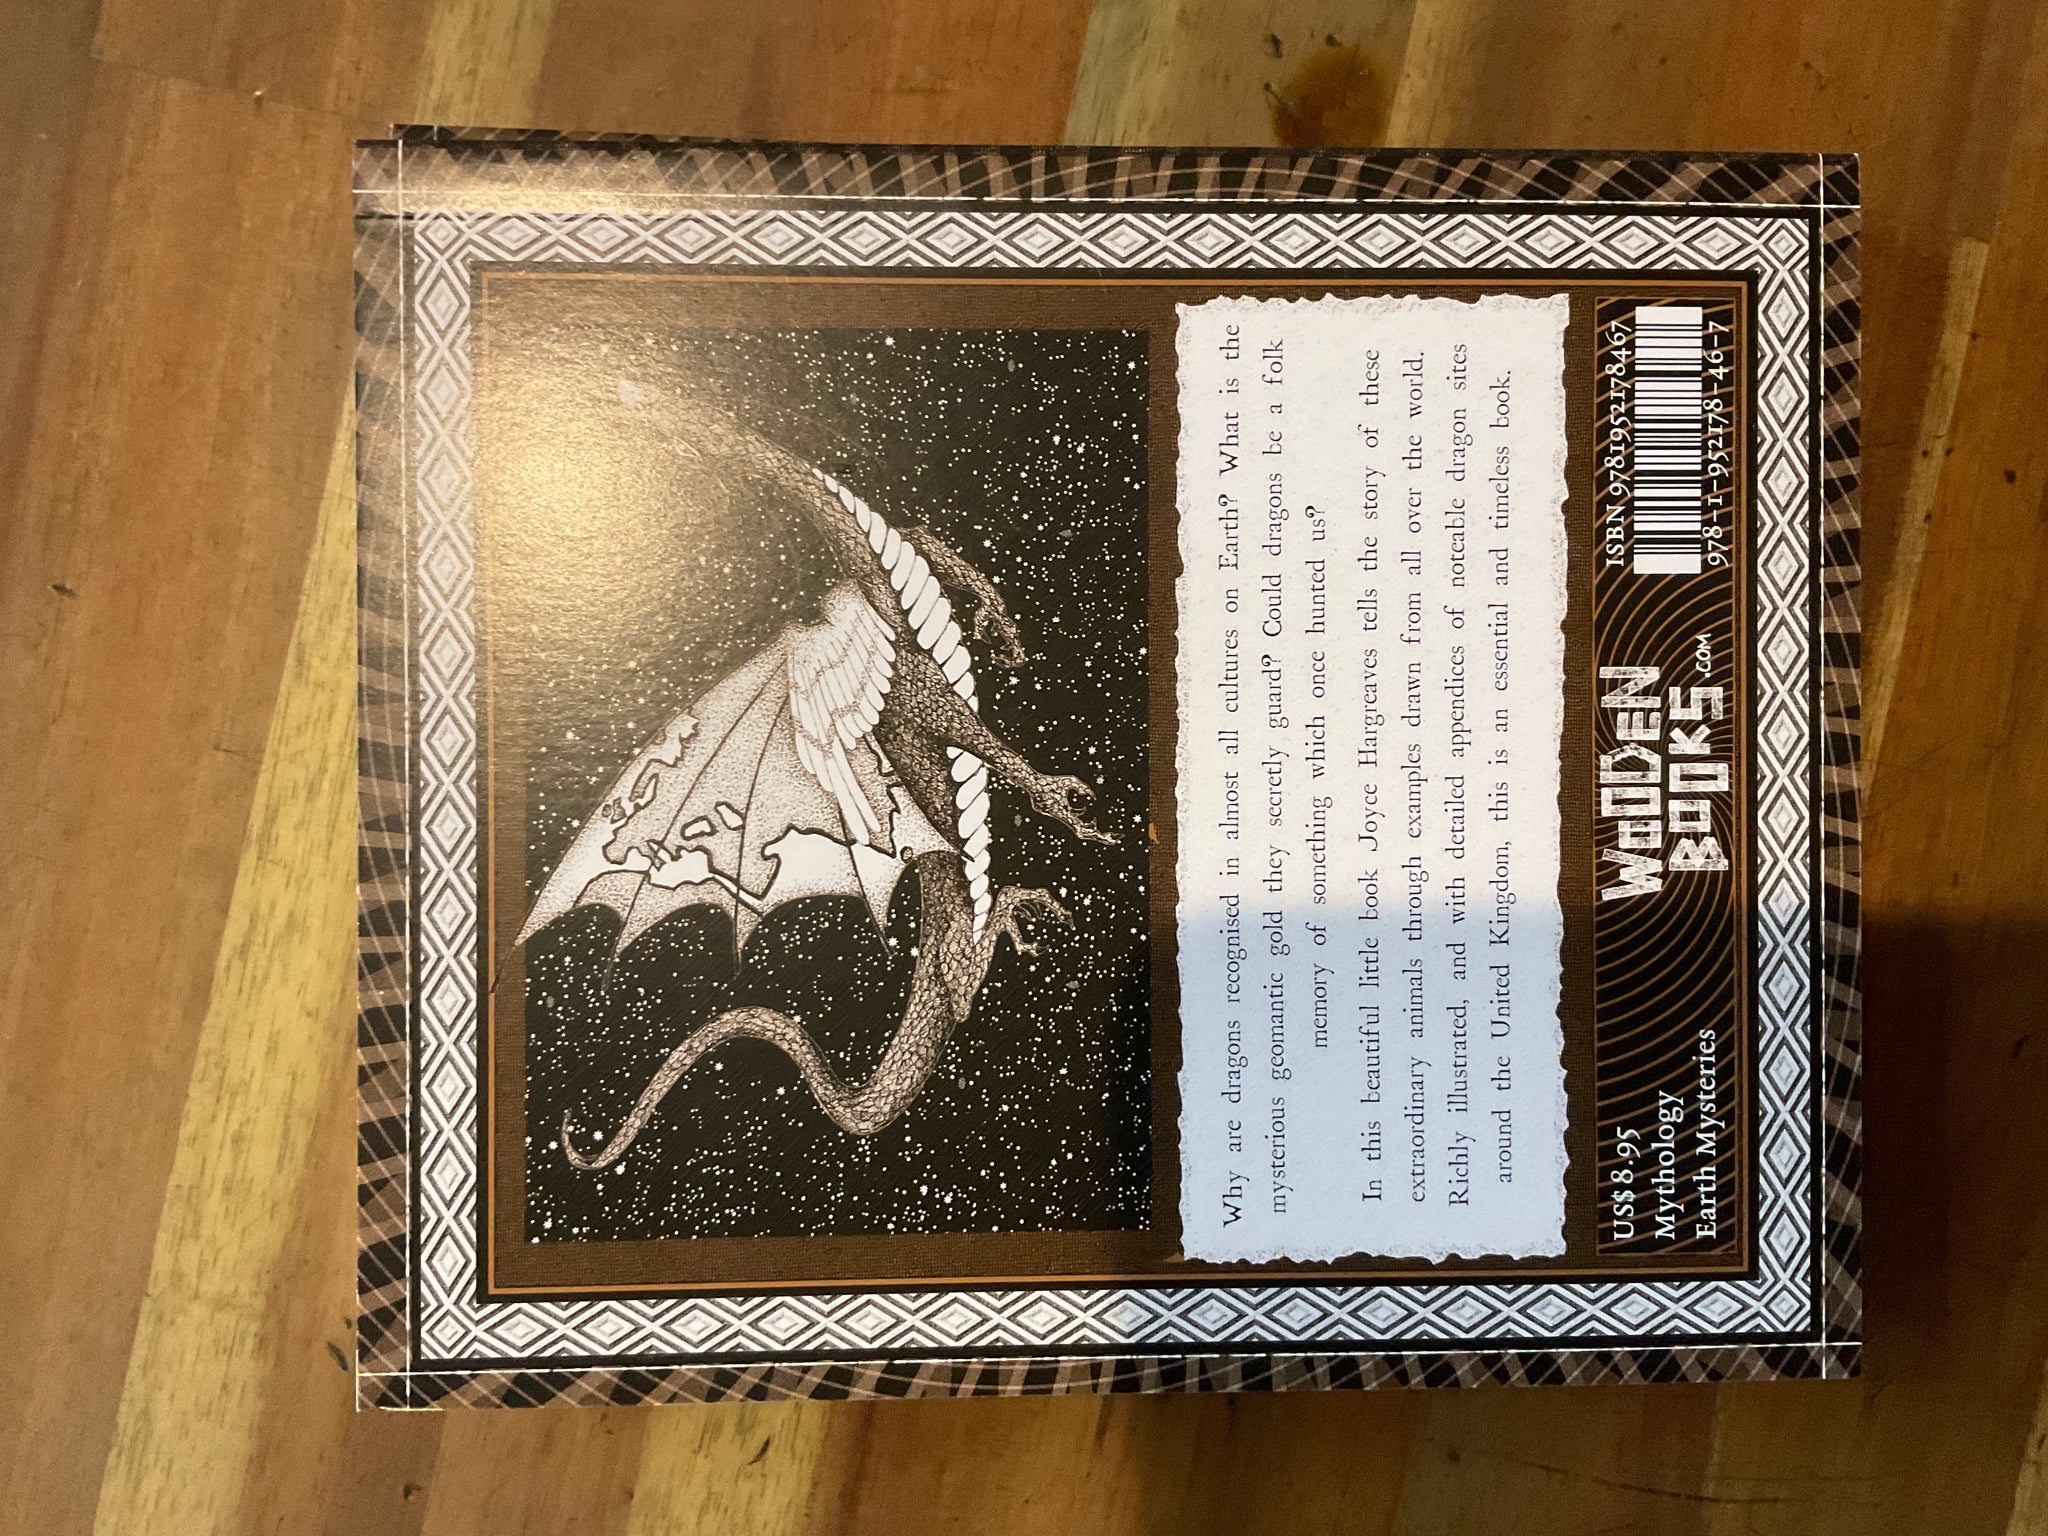 Why are dragons recognised in almost all cultures on Earth? What is the
mysterious geomantic gold they secretly guard? Could dragons be a folk
memory of something which once hunted us?
In this beautiful little book Joyce Hargreaves tells the story of these
extraordinary animals through examples drawn from all over the world.
Richly illustrated, and with detailed appendices of noteable dragon sites
around the United Kingdom, this is an essential and timeless book.
US$8.95
Mythology
Earth Mysteries
WOODEN
BOOKS.COM
ISBN 9781952178467
978-1-952178-46-7